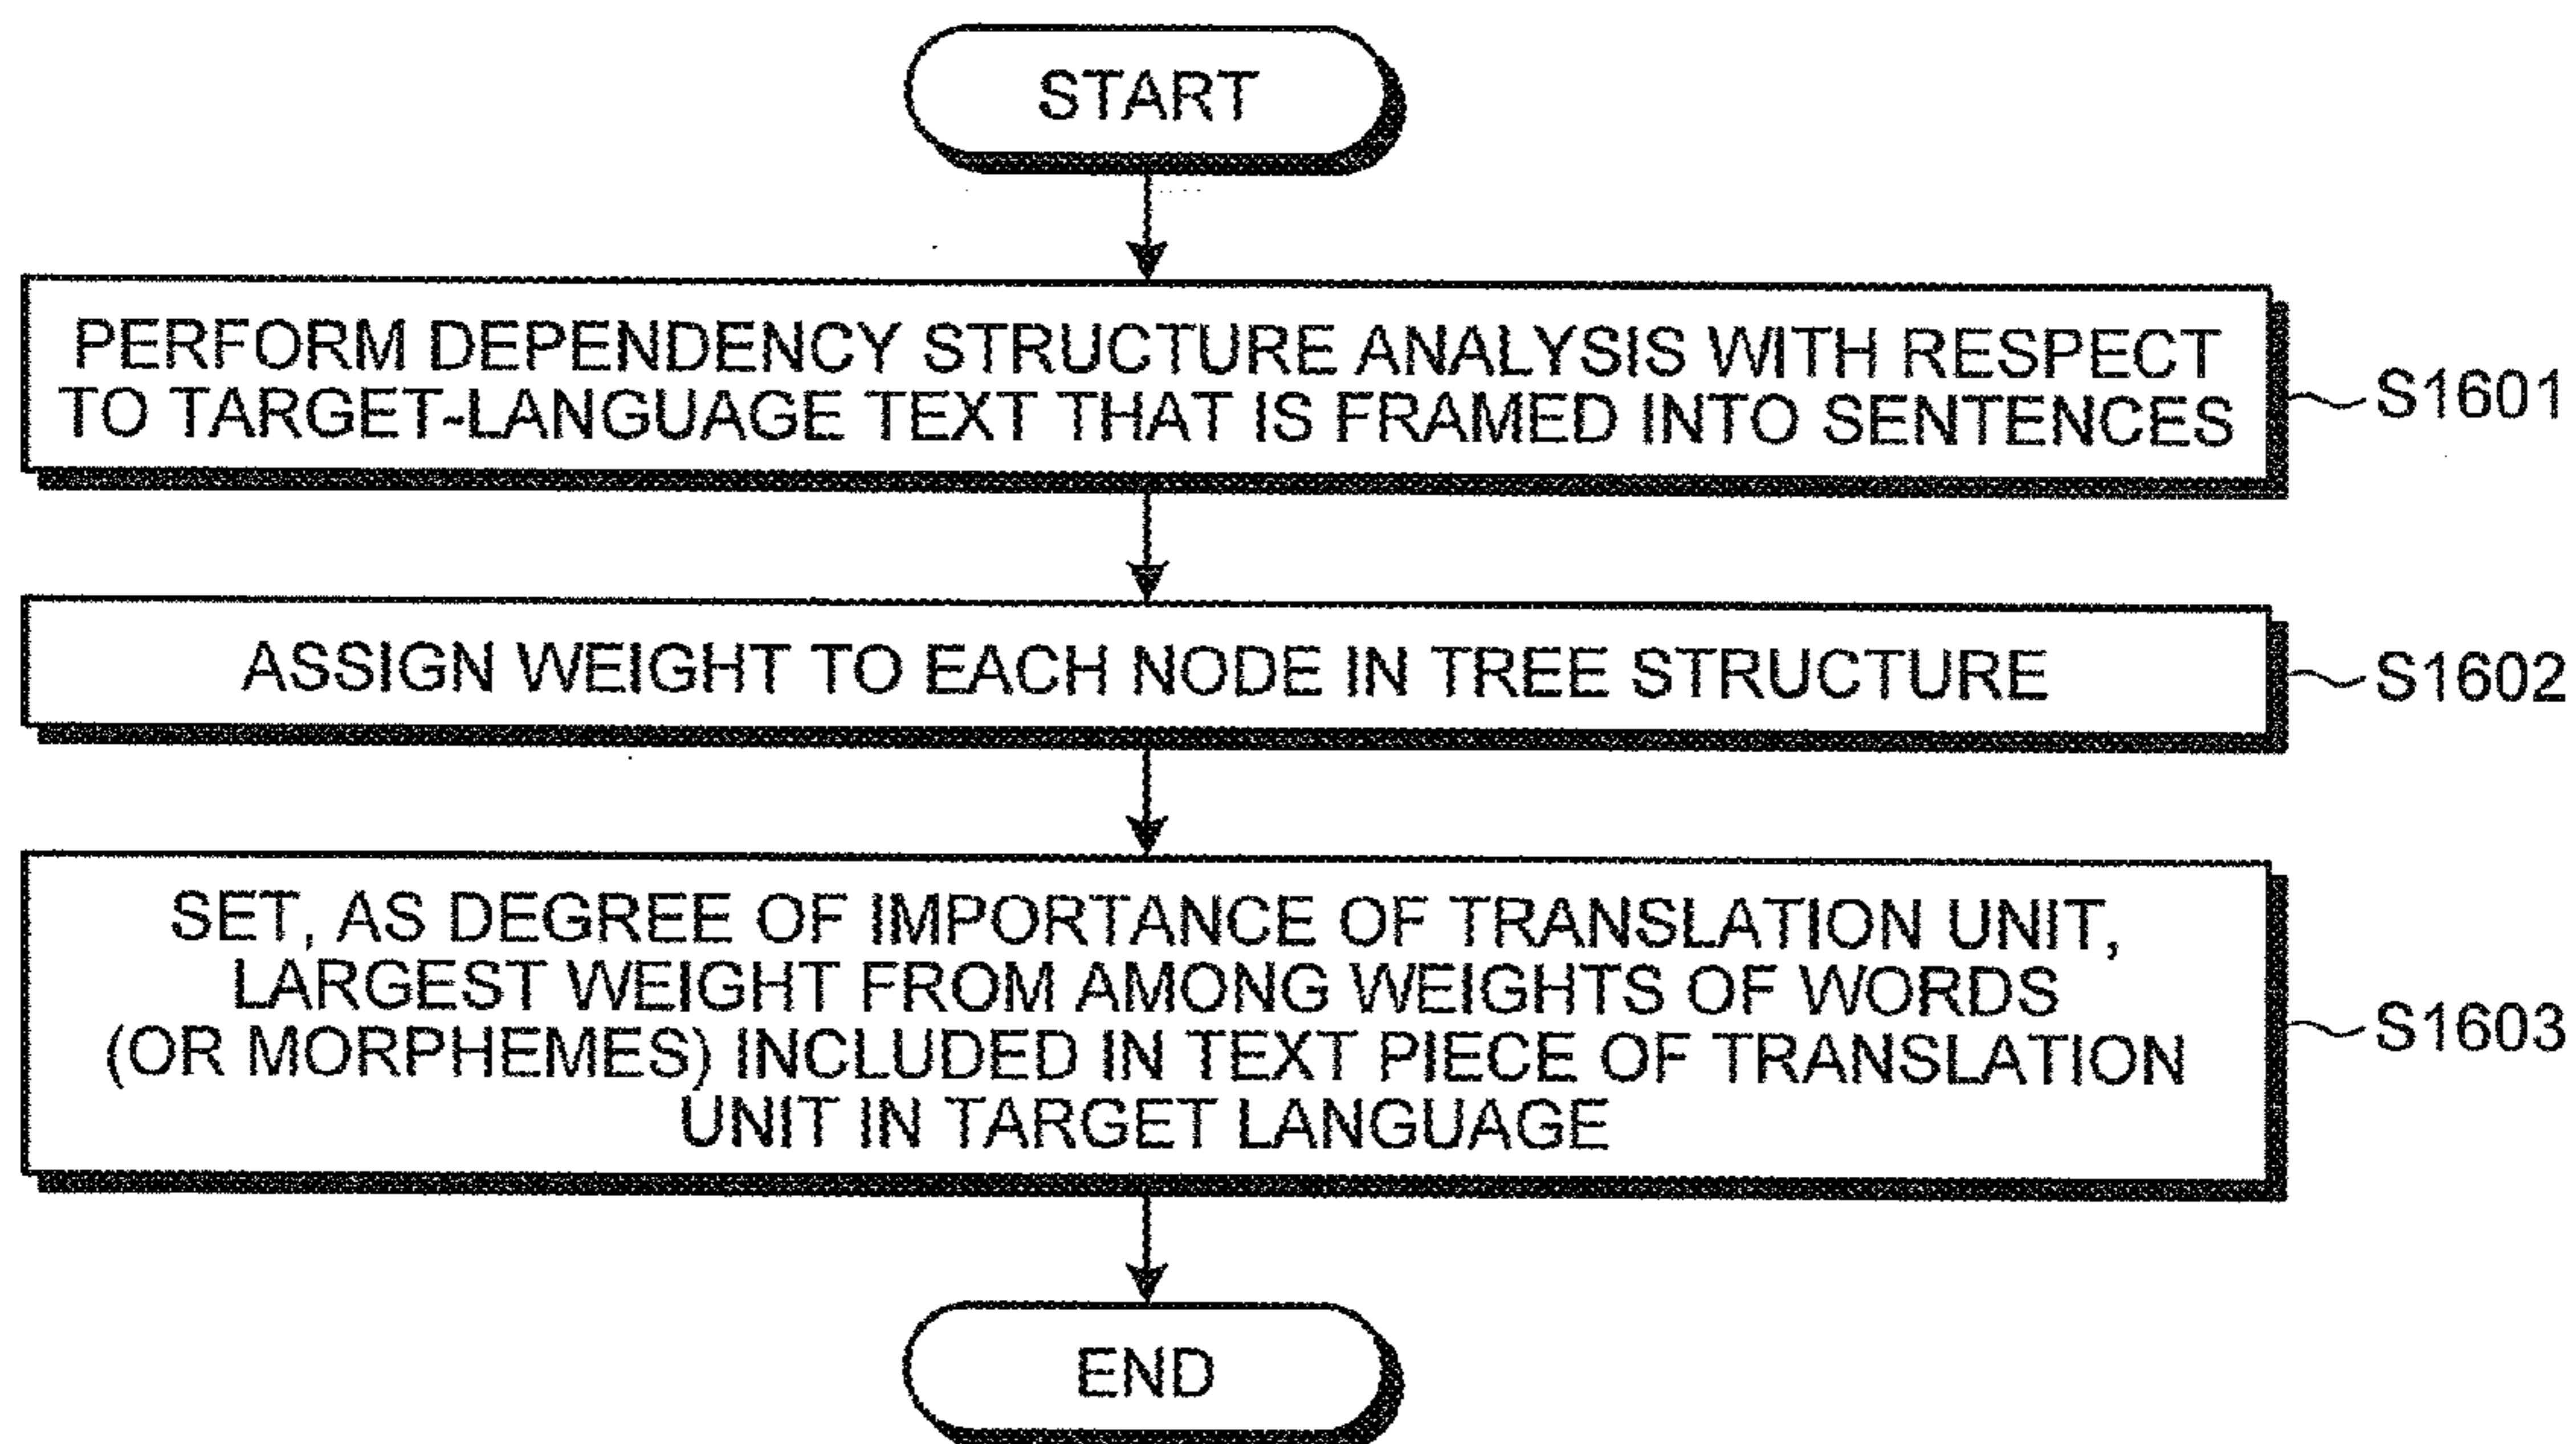 START
PERFORM DEPENDENCY STRUCTURE ANALYSIS WITH RESPECT
TO TARGET-LANGUAGE TEXT THAT IS FRAMED INTO SENTENCES
S1601
ASSIGN WEIGHT TO EACH NODE IN TREE STRUCTURE
S1602
SET, AS DEGREE OF IMPORTANCE OF TRANSLATION UNIT,
LARGEST WEIGHT FROM AMONG WEIGHTS OF WORDS
(OR MORPHEMES) INCLUDED IN TEXT PIECE OF TRANSLATION
UNIT IN TARGET LANGUAGE
S1603
END